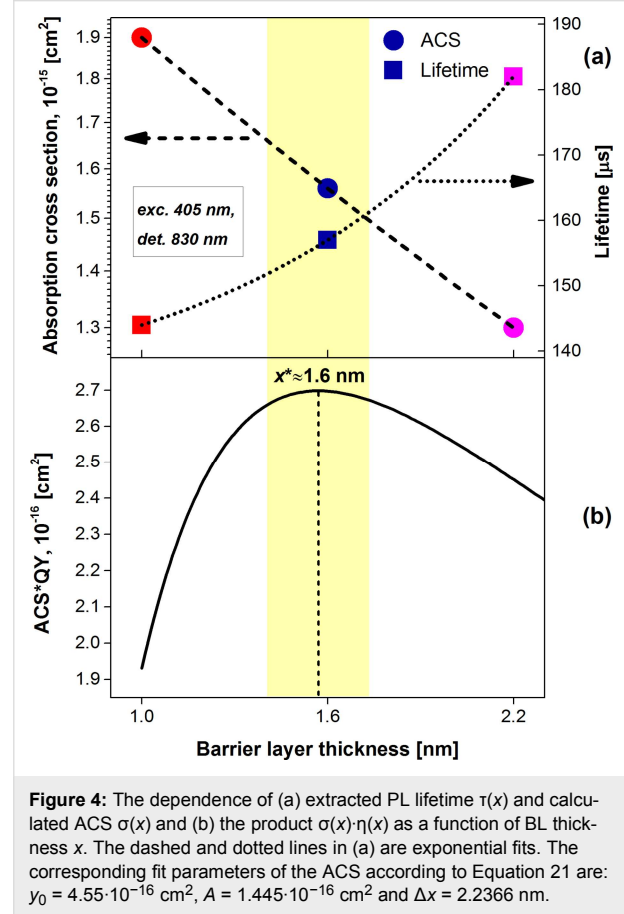 1.9
1.8
1.7
1.6
1.5
1.4
1.3
Absorption cross section, 10⁻¹⁵ [cm²]
ACS
Lifetime
(a)
exc. 405 nm,
det. 830 nm
190
180
170
160
150
140
Lifetime [µs]
x*≈1.6 nm
2.7
2.6
2.5
2.4
2.3
2.2
2.1
2.0
1.9
ACS*QY, 10⁻¹⁶ [cm²]
(b)
1.0
1.6
2.2
Barrier layer thickness [nm]
Figure 4: The dependence of (a) extracted PL lifetime τ(x) and calcu-
lated ACS σ(x) and (b) the product σ(x)·η(x) as a function of BL thick-
ness x. The dashed and dotted lines in (a) are exponential fits. The
corresponding fit parameters of the ACS according to Equation 21 are:
y₀ = 4.55·10⁻¹⁶ cm², A = 1.445·10⁻¹⁶ cm² and Δx = 2.2366 nm.